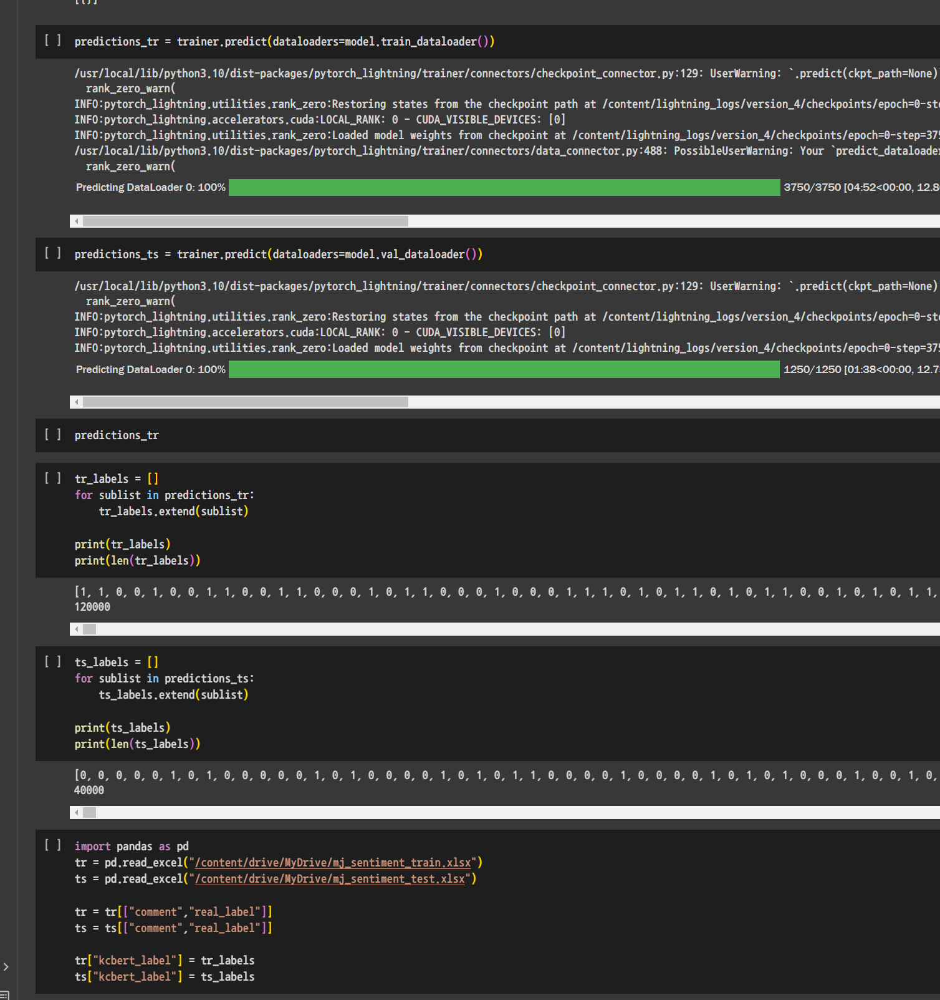 [ ] predictions_tr = trainer.predict(dataloaders=model.train_dataloader())
/usr/local/lib/python3.10/dist-packages/pytorch_lightning/trainer/connectors/checkpoint_connector.py:129: UserWarning: `.predict(ckpt_path=None)`
rank_zero_warn(
INFO:pytorch_lightning.utilities.rank_zero:Restoring states from the checkpoint path at /content/lightning_logs/version_4/checkpoints/epoch=0-ste
INFO:pytorch_lightning.accelerators.cuda:LOCAL_RANK: 0 - CUDA_VISIBLE_DEVICES: [0]
INFO:pytorch_lightning.utilities.rank_zero:Loaded model weights from checkpoint at /content/lightning_logs/version_4/checkpoints/epoch=0-step=375
/usr/local/lib/python3.10/dist-packages/pytorch_lightning/trainer/connectors/data_connector.py:488: PossibleUserWarning: Your `predict_dataloader
rank_zero_warn(
Predicting DataLoader 0: 100% 3750/3750 [04:52<00:00, 12.8
[ ] predictions_ts = trainer.predict(dataloaders=model.val_dataloader())
/usr/local/lib/python3.10/dist-packages/pytorch_lightning/trainer/connectors/checkpoint_connector.py:129: UserWarning: `.predict(ckpt_path=None)`
rank_zero_warn(
INFO:pytorch_lightning.utilities.rank_zero:Restoring states from the checkpoint path at /content/lightning_logs/version_4/checkpoints/epoch=0-ste
INFO:pytorch_lightning.accelerators.cuda:LOCAL_RANK: 0 - CUDA_VISIBLE_DEVICES: [0]
INFO:pytorch_lightning.utilities.rank_zero:Loaded model weights from checkpoint at /content/lightning_logs/version_4/checkpoints/epoch=0-step=375
Predicting DataLoader 0: 100% 1250/1250 [01:38<00:00, 12.7
[ ] predictions_tr
[ ] tr_labels = []
for sublist in predictions_tr:
    tr_labels.extend(sublist)
print(tr_labels)
print(len(tr_labels))
[1, 1, 0, 0, 1, 0, 0, 1, 1, 0, 0, 1, 1, 0, 0, 0, 1, 0, 1, 1, 0, 0, 0, 1, 0, 0, 0, 1, 1, 1, 0, 1, 0, 1, 1, 0, 1, 0, 1, 1, 0, 0, 1, 0, 1, 0, 1, 1,
120000
[ ] ts_labels = []
for sublist in predictions_ts:
    ts_labels.extend(sublist)
print(ts_labels)
print(len(ts_labels))
[0, 0, 0, 0, 0, 1, 0, 1, 0, 0, 0, 0, 0, 1, 0, 1, 0, 0, 0, 0, 1, 0, 1, 0, 1, 1, 0, 0, 0, 0, 1, 0, 0, 0, 0, 1, 0, 1, 0, 1, 0, 0, 0, 1, 0, 0, 1, 0,
40000
[ ] import pandas as pd
tr = pd.read_excel("/content/drive/MyDrive/mj_sentiment_train.xlsx")
ts = pd.read_excel("/content/drive/MyDrive/mj_sentiment_test.xlsx")
tr = tr[["comment","real_label"]]
ts = ts[["comment","real_label"]]
tr["kcbert_label"] = tr_labels
ts["kcbert_label"] = ts_labels